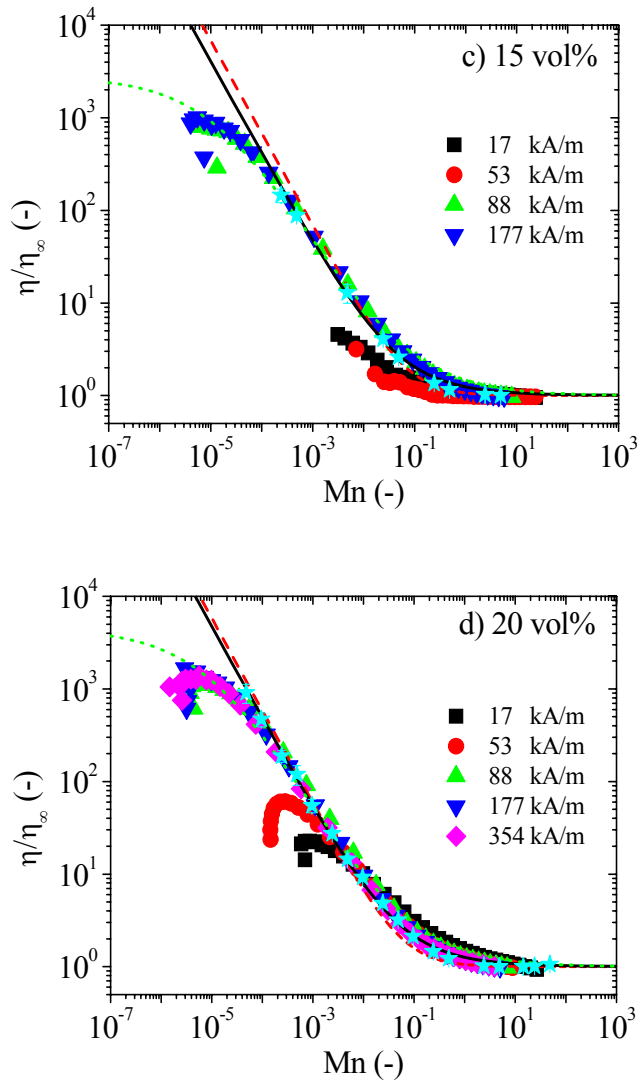 10^4
10^3
10^2
10^1
10^0
η/η∞ (-)
c) 15 vol%
17 kA/m
53 kA/m
88 kA/m
177 kA/m
10^-7 10^-5 10^-3 10^-1 10^1 10^3
Mn (-)
10^4
10^3
10^2
10^1
10^0
η/η∞ (-)
d) 20 vol%
17 kA/m
53 kA/m
88 kA/m
177 kA/m
354 kA/m
10^-7 10^-5 10^-3 10^-1 10^1 10^3
Mn (-)